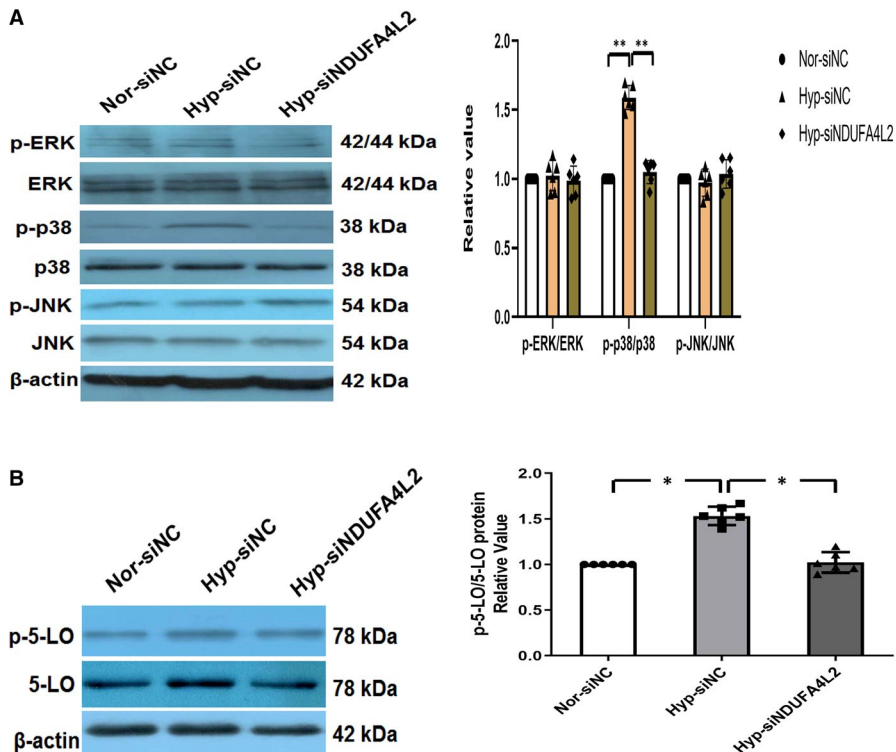 A
Nor-siNC
Hyp-siNC
Hyp-siNDUFA4L2
p-ERK 42/44 kDa
ERK 42/44 kDa
p-p38 38 kDa
p38 38 kDa
p-JNK 54 kDa
JNK 54 kDa
β-actin 42 kDa
Relative value
2.0
1.5
1.0
0.5
0.0
** **
p-ERK/ERK p-p38/p38 p-JNK/JNK
Nor-siNC
Hyp-siNC
Hyp-siNDUFA4L2
B
Nor-siNC
Hyp-siNC
Hyp-siNDUFA4L2
p-5-LO 78 kDa
5-LO 78 kDa
β-actin 42 kDa
p-5-LO/5-LO protein
Relative Value
2.0
1.5
1.0
0.5
0.0
* *
Nor-siNC
Hyp-siNC
Hyp-siNDUFA4L2